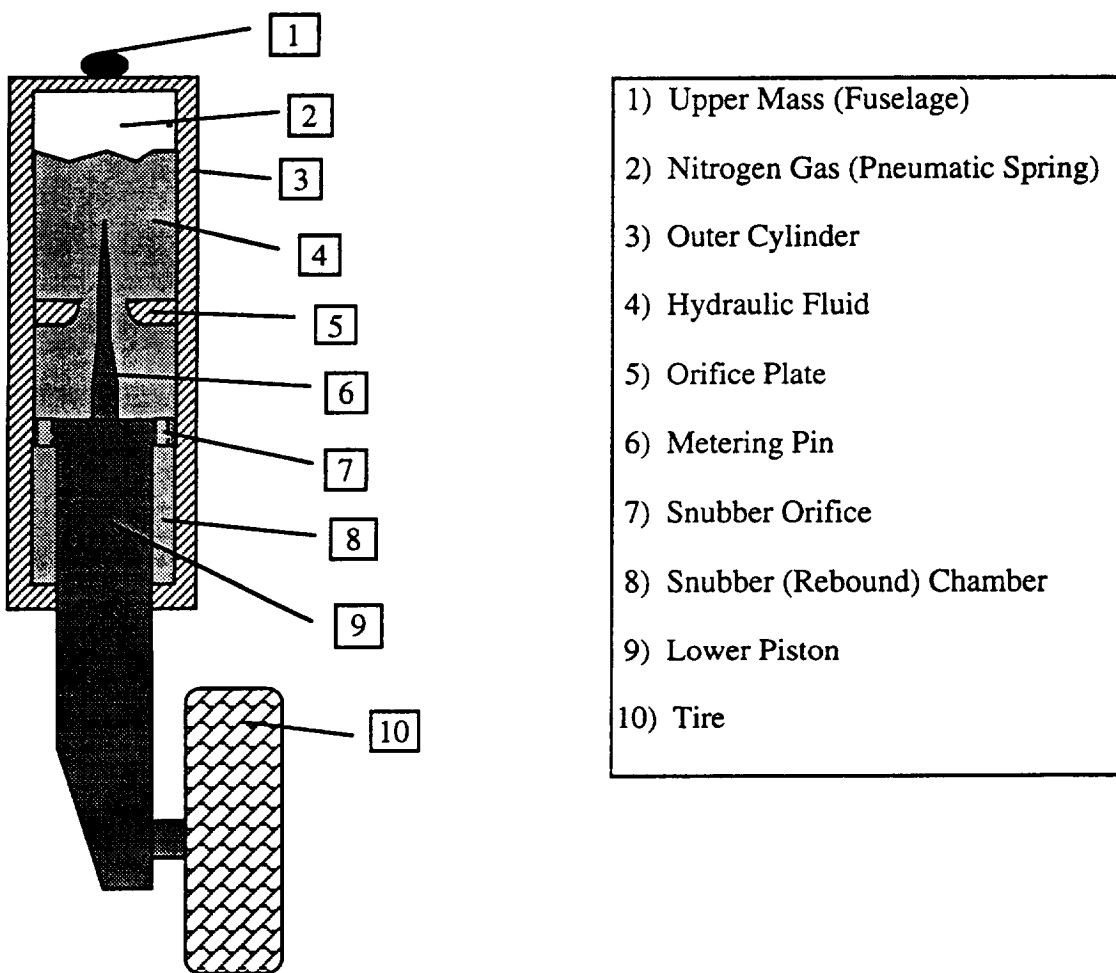 1
2
3
4
5
6
7
8
9
10
1) Upper Mass (Fuselage)
2) Nitrogen Gas (Pneumatic Spring)
3) Outer Cylinder
4) Hydraulic Fluid
5) Orifice Plate
6) Metering Pin
7) Snubber Orifice
8) Snubber (Rebound) Chamber
9) Lower Piston
10) Tire